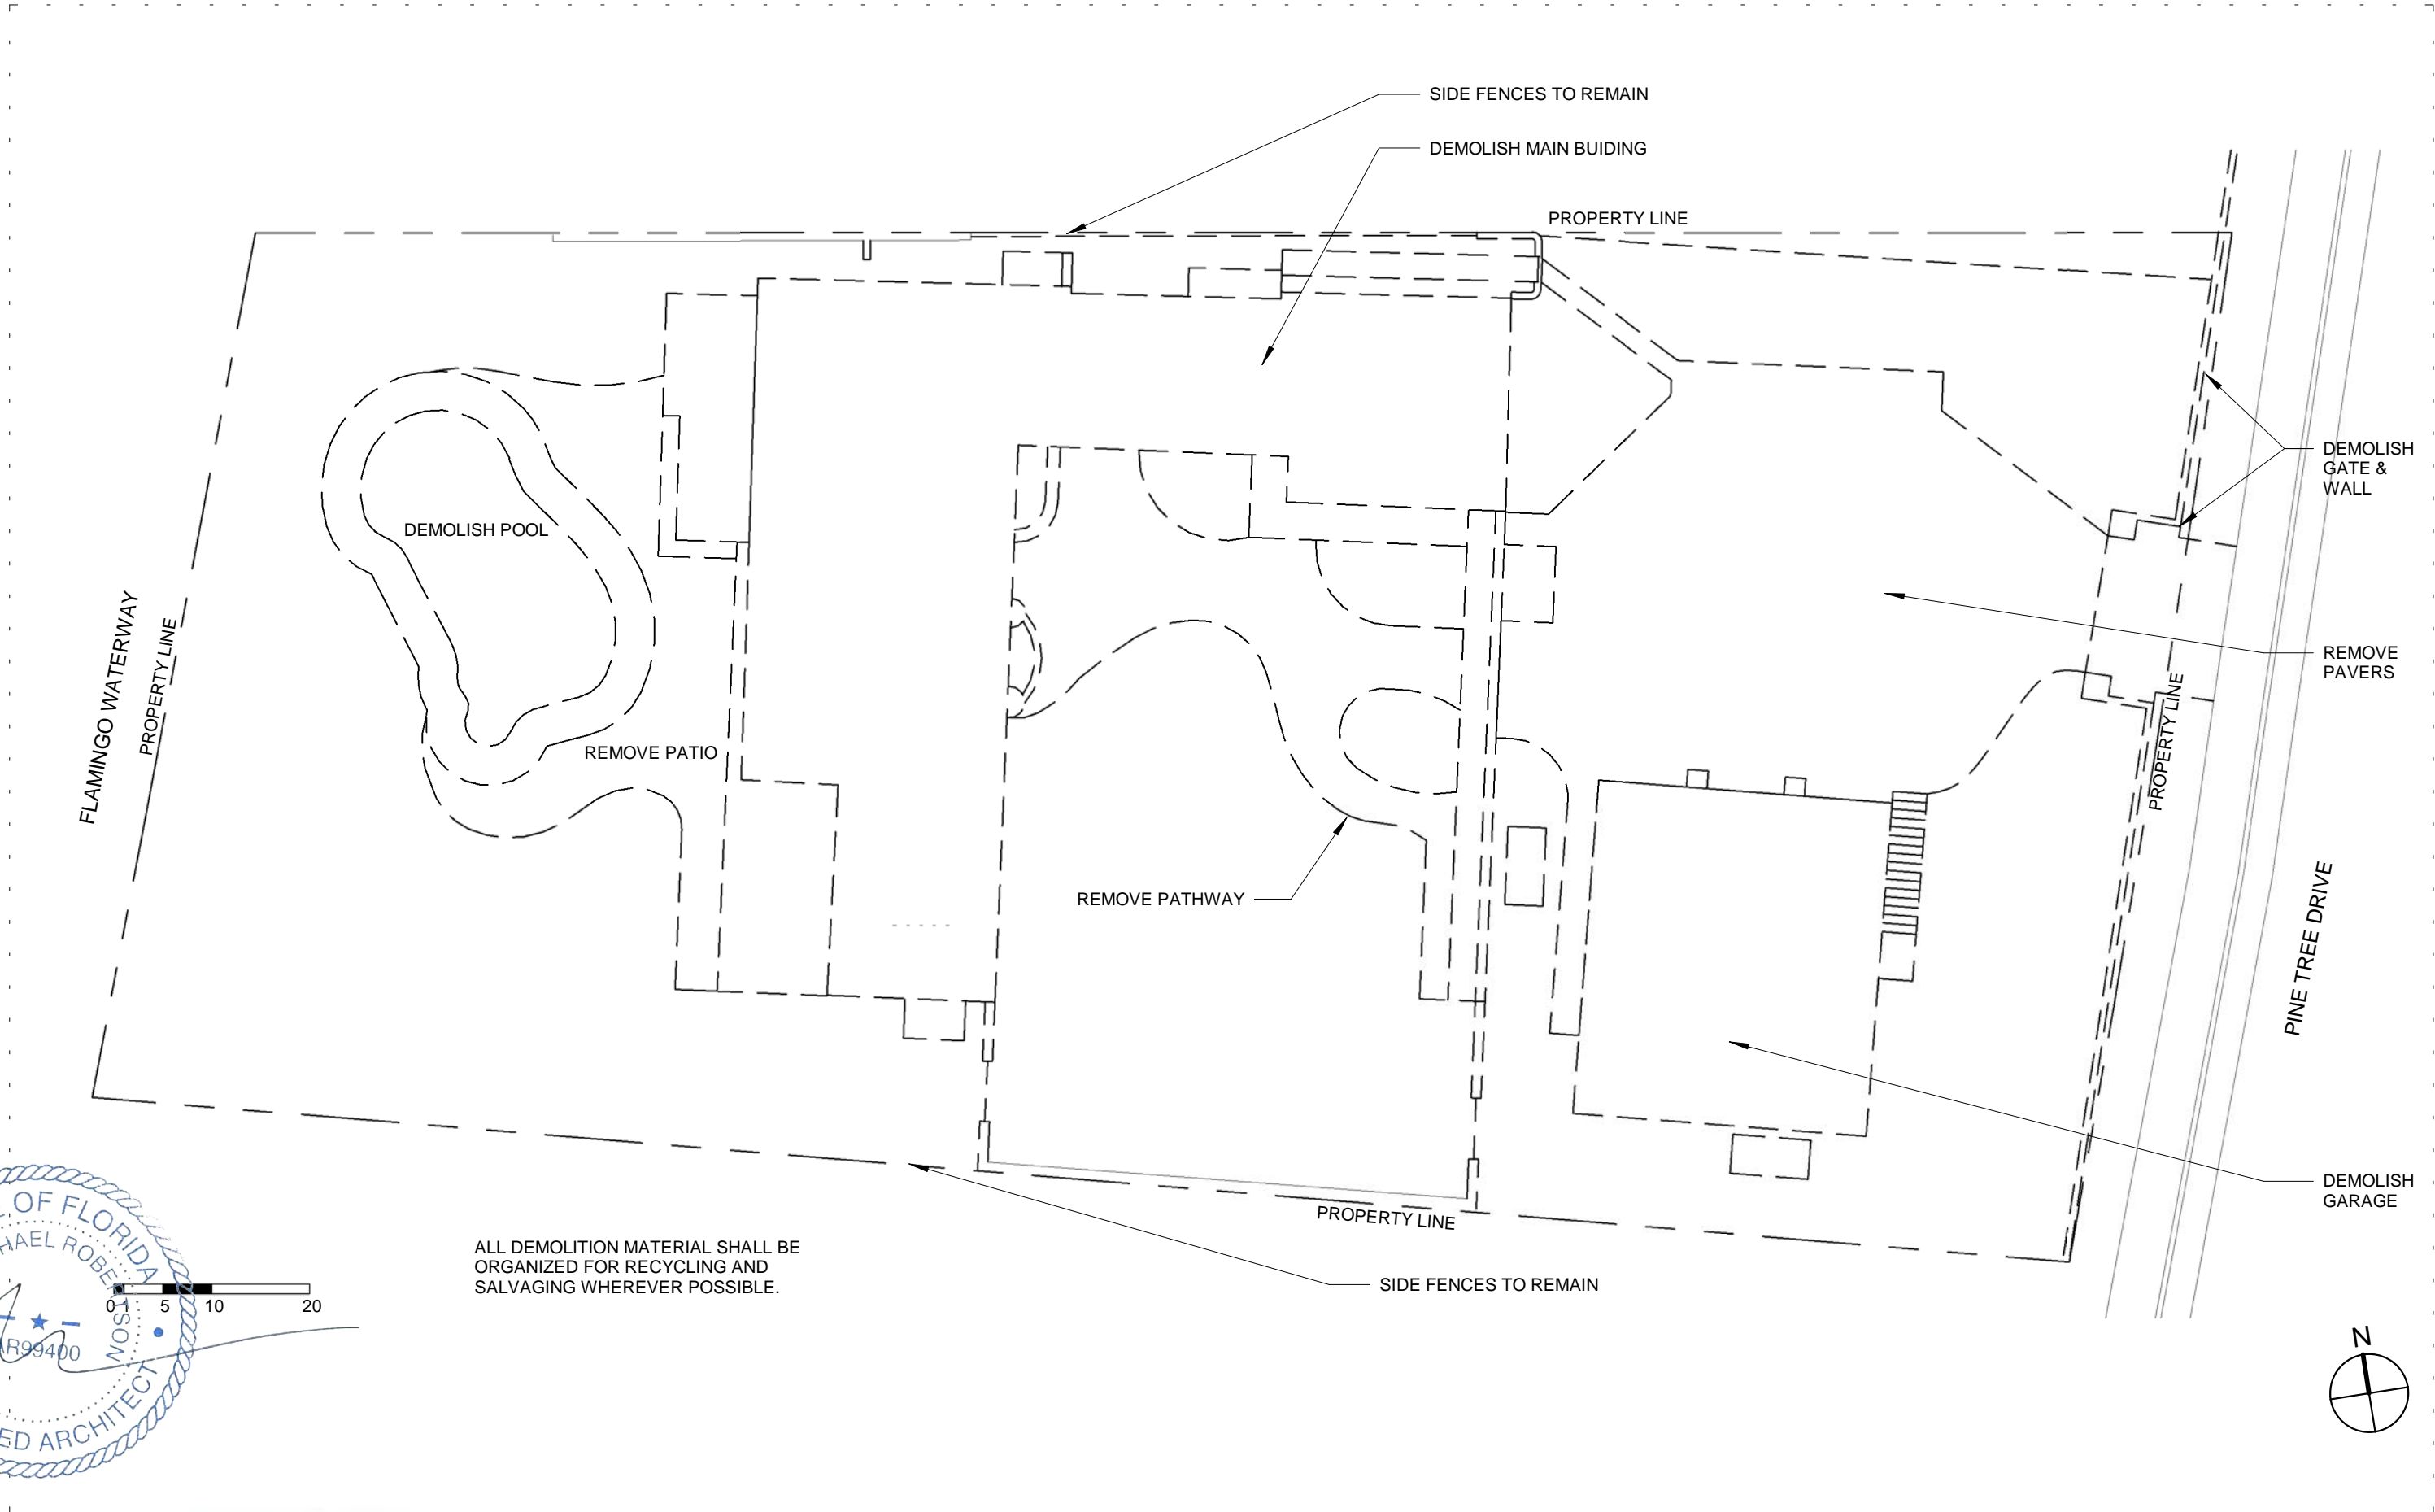 SIDE FENCES TO REMAIN
DEMOLISH MAIN BUIDING
PROPERTY LINE
DEMOLISH
GATE &
WALL
DEMOLISH POOL
FLAMINGO WATERWAY
PROPERTY LINE
REMOVE
PAVERS
PROPERTY LINE
REMOVE PATIO
REMOVE PATHWAY
PINE TREE DRIVE
DEMOLISH
GARAGE
PROPERTY LINE
ALL DEMOLITION MATERIAL SHALL BE
ORGANIZED FOR RECYCLING AND
SALVAGING WHEREVER POSSIBLE.
SIDE FENCES TO REMAIN
0 1 5 10 20
OF FLORIDA
HAEL ROBERTSON
AR99400
ED ARCHITECT
N